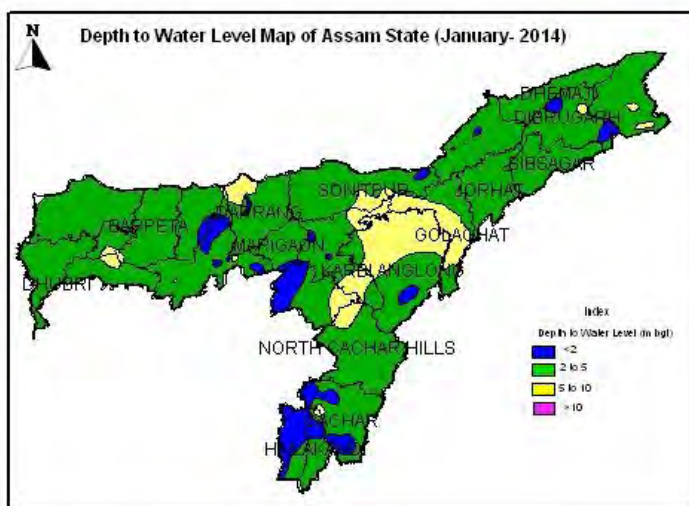 N
Depth to Water Level Map of Assam State (January- 2014)
DHEMAJI
DIBRUGARH
SIBSAGAR
SONITPUR
JORHAT
DARRANG
BARPETA
MARIGAON
GOLAGHAT
KARBI ANGLONG
DHUBRI
NORTH CACHAR HILLS
CACHAR
Index
Depth to Water Level (m bgl)
<2
2 to 5
5 to 10
>10